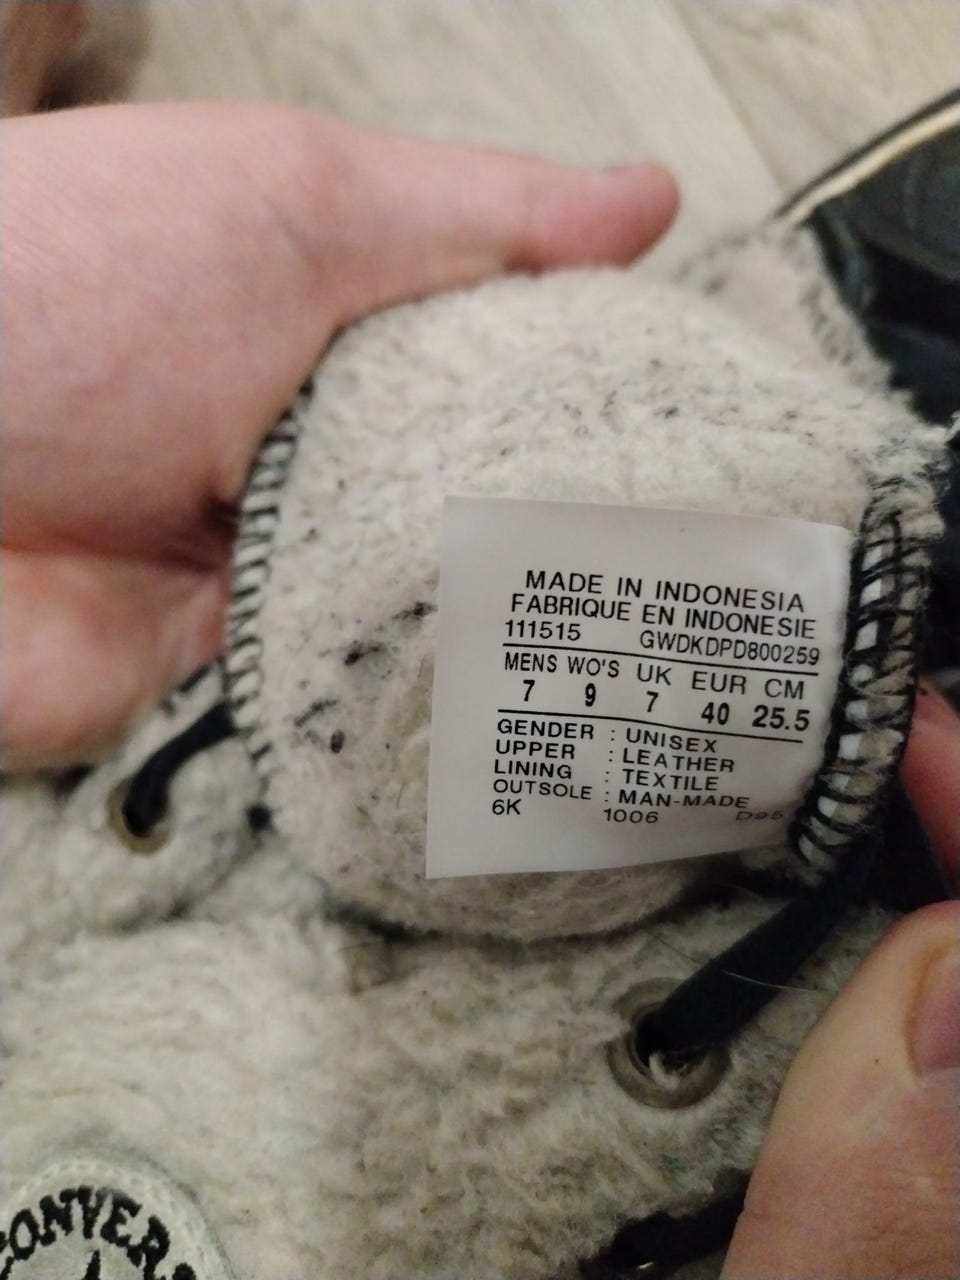 MADE IN INDONESIA
FABRIQUE EN INDONESIE
111515 GWDKDPD800259
MENS WO'S UK EUR CM
7 9 7 40 25.5
GENDER : UNISEX
UPPER : LEATHER
LINING : TEXTILE
OUTSOLE : MAN-MADE
6K 1006 D95
CONVER